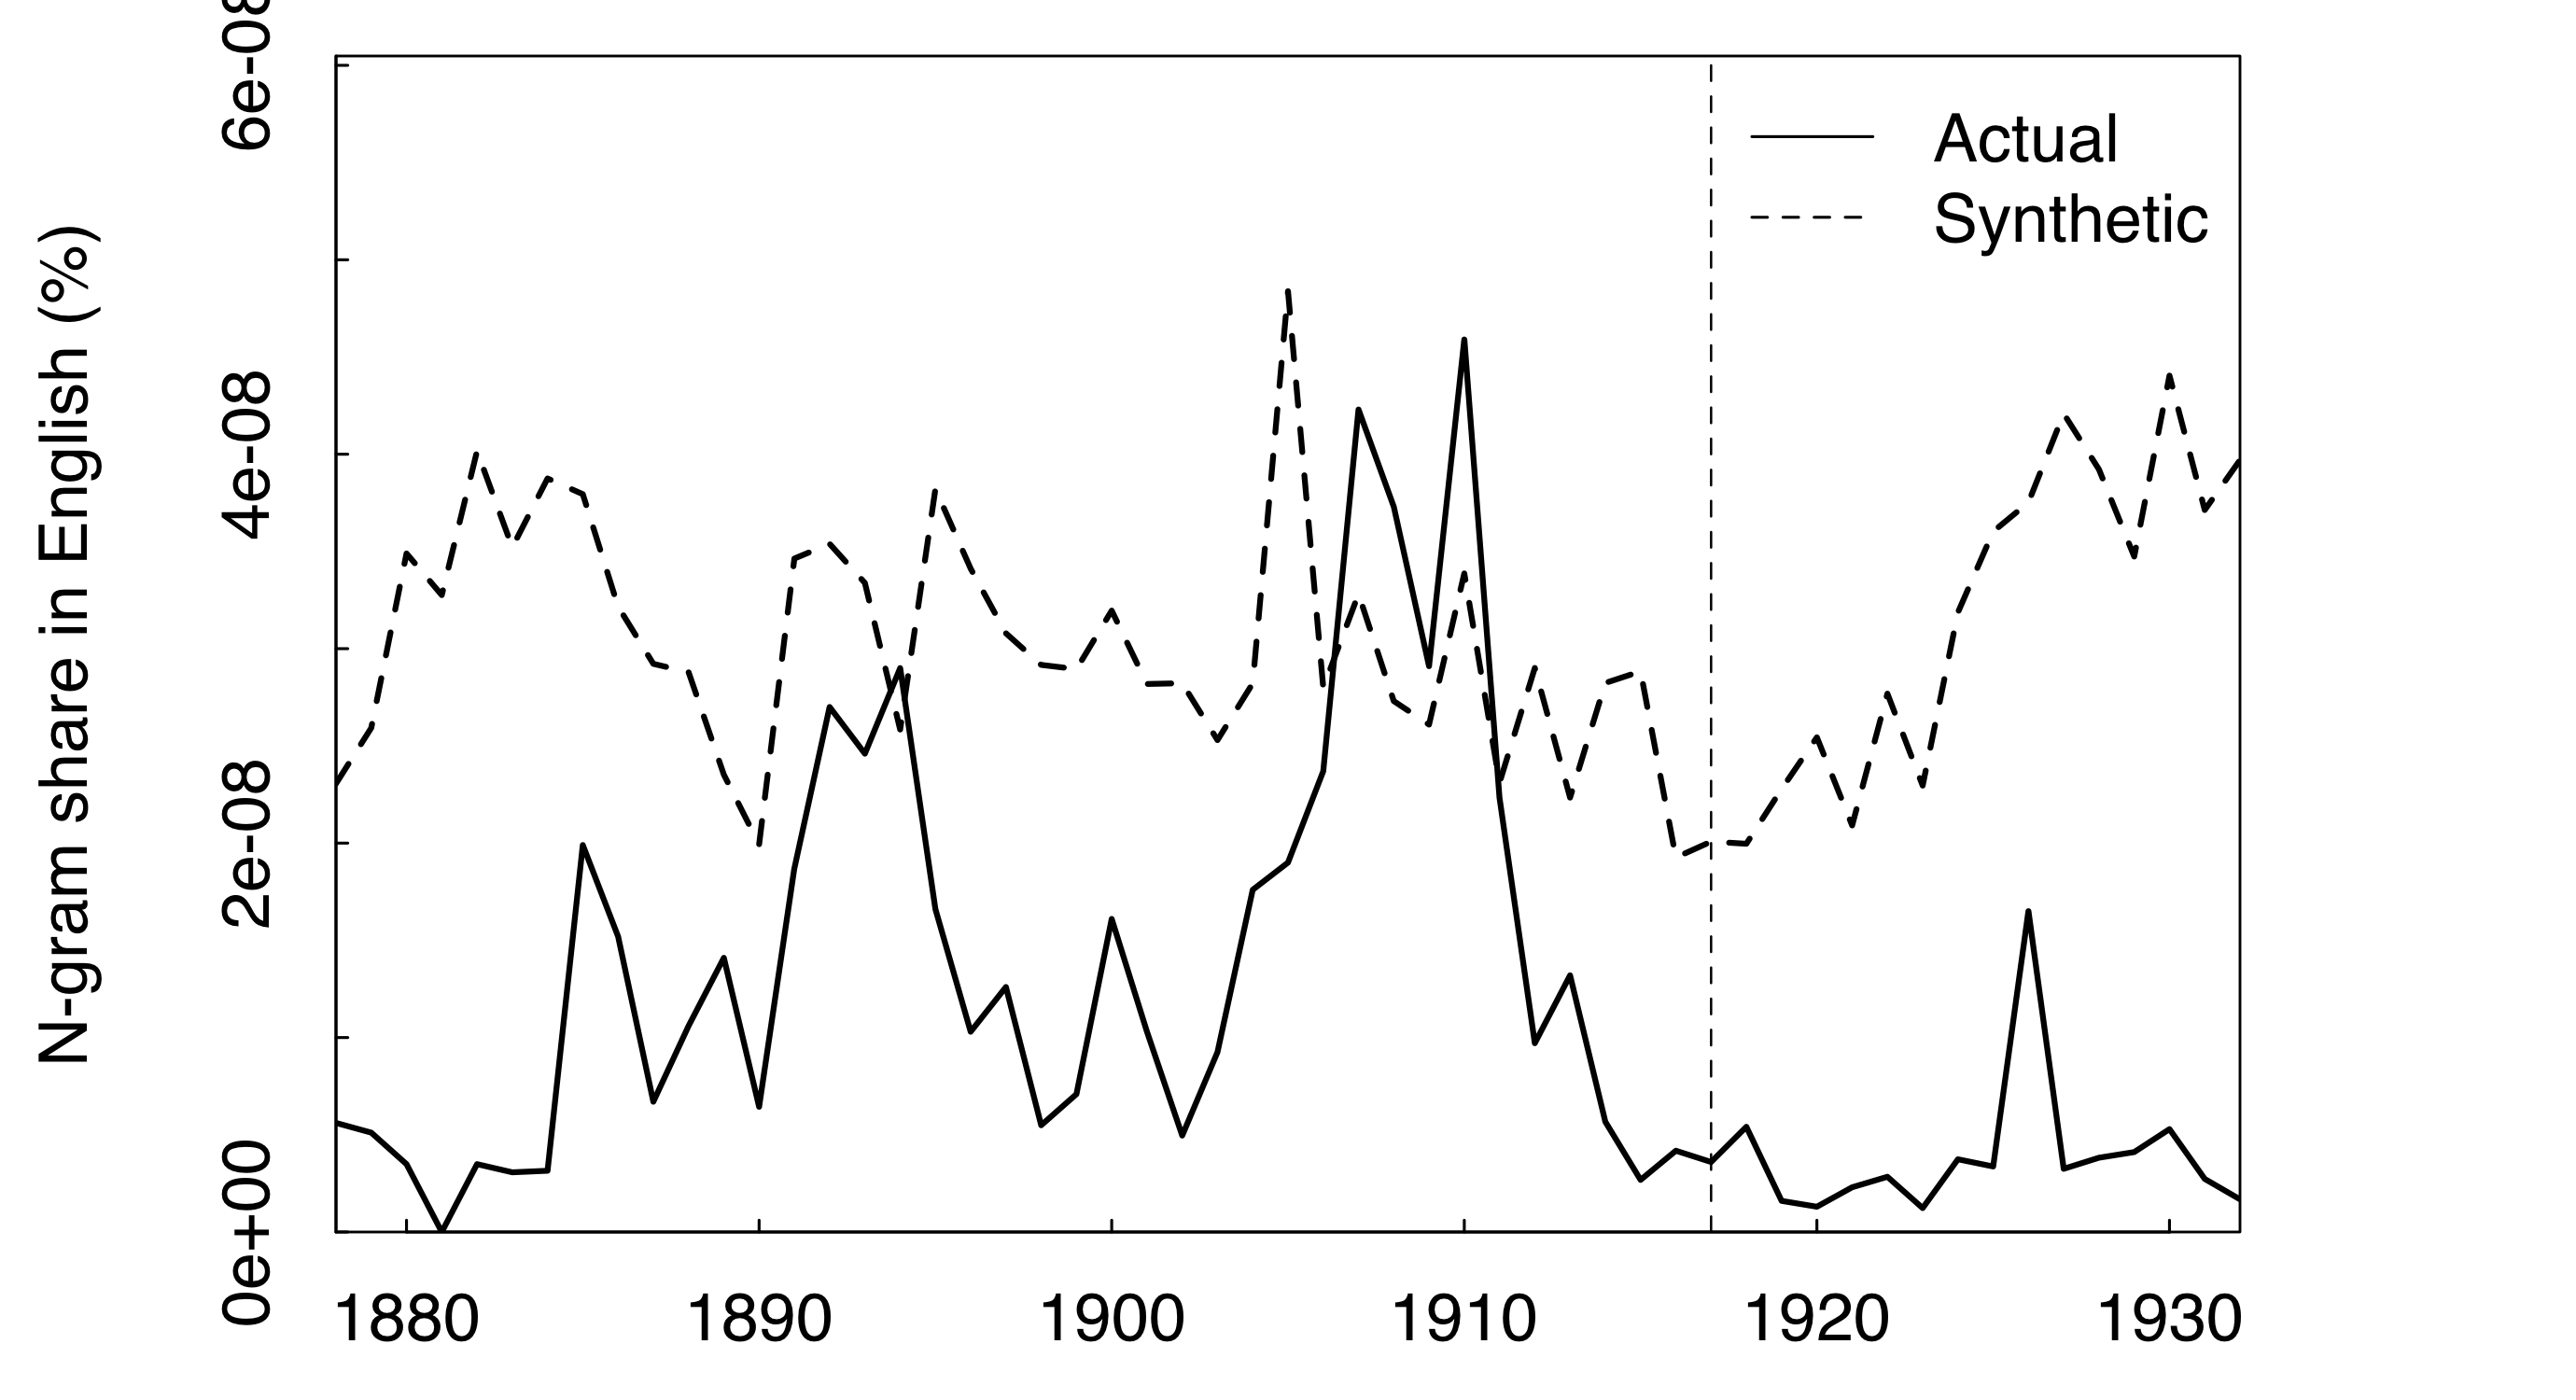 N-gram share in English (%)
6e-08
4e-08
2e-08
0e+00
Actual
Synthetic
1880 1890 1900 1910 1920 1930